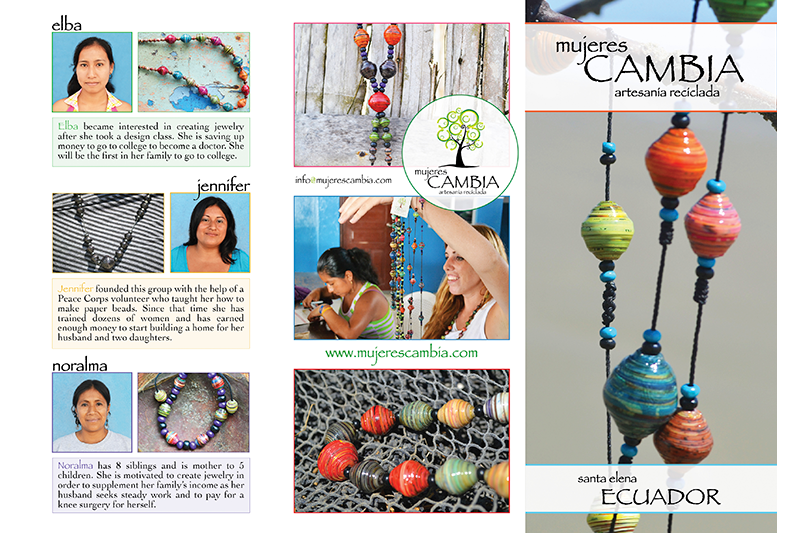 elba
Elba became interested in creating jewelry
after she took a design class. She is saving up
money to go to college to become a doctor. She
will be the first in her family to go to college.
jennifer
Jennifer founded this group with the help of a
Peace Corps volunteer who taught her how to
make paper beads. Since that time she has
trained dozens of women and has earned
enough money to start building a home for her
husband and two daughters.
noralma
Noralma has 8 siblings and is mother to 5
children. She is motivated to create jewelry in
order to supplement her family's income as her
husband seeks steady work and to pay for a
knee surgery for herself.
mujeres
CAMBIA
artesanía reciclada
info@mujerescambia.com
www.mujerescambia.com
mujeres
CAMBIA
artesanía reciclada
santa elena
ECUADOR